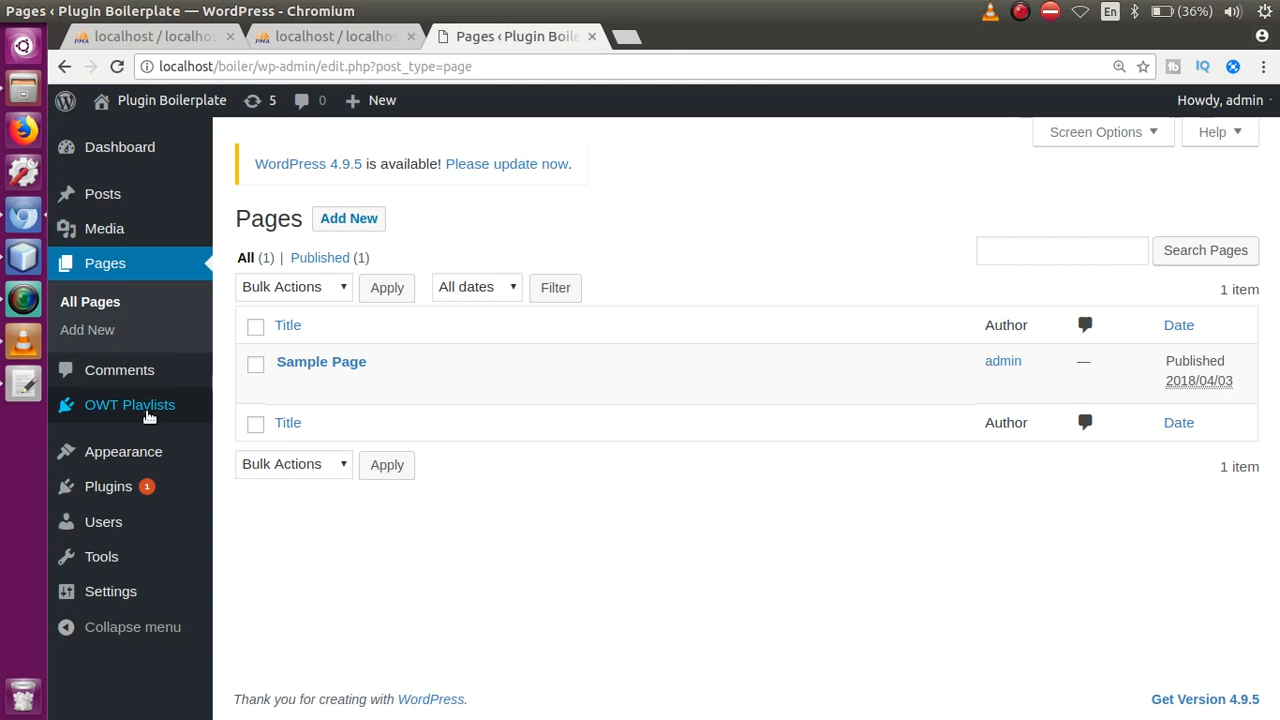 Pages ‹ Plugin Boilerplate — WordPress - Chromium
En
(36%)
localhost / localhos
localhost / localhos
Pages ‹ Plugin Boile
localhost/boiler/wp-admin/edit.php?post_type=page
Plugin Boilerplate
5
0
New
Howdy, admin
Screen Options
Help
Dashboard
Posts
Media
Pages
All Pages
Add New
Comments
OWT Playlists
Appearance
Plugins 1
Users
Tools
Settings
Collapse menu
WordPress 4.9.5 is available! Please update now.
Pages
Add New
All (1) | Published (1)
Search Pages
Bulk Actions
Apply
All dates
Filter
1 item
Title
Author
Date
Sample Page
admin
—
Published
2018/04/03
Title
Author
Date
Bulk Actions
Apply
1 item
Thank you for creating with WordPress.
Get Version 4.9.5